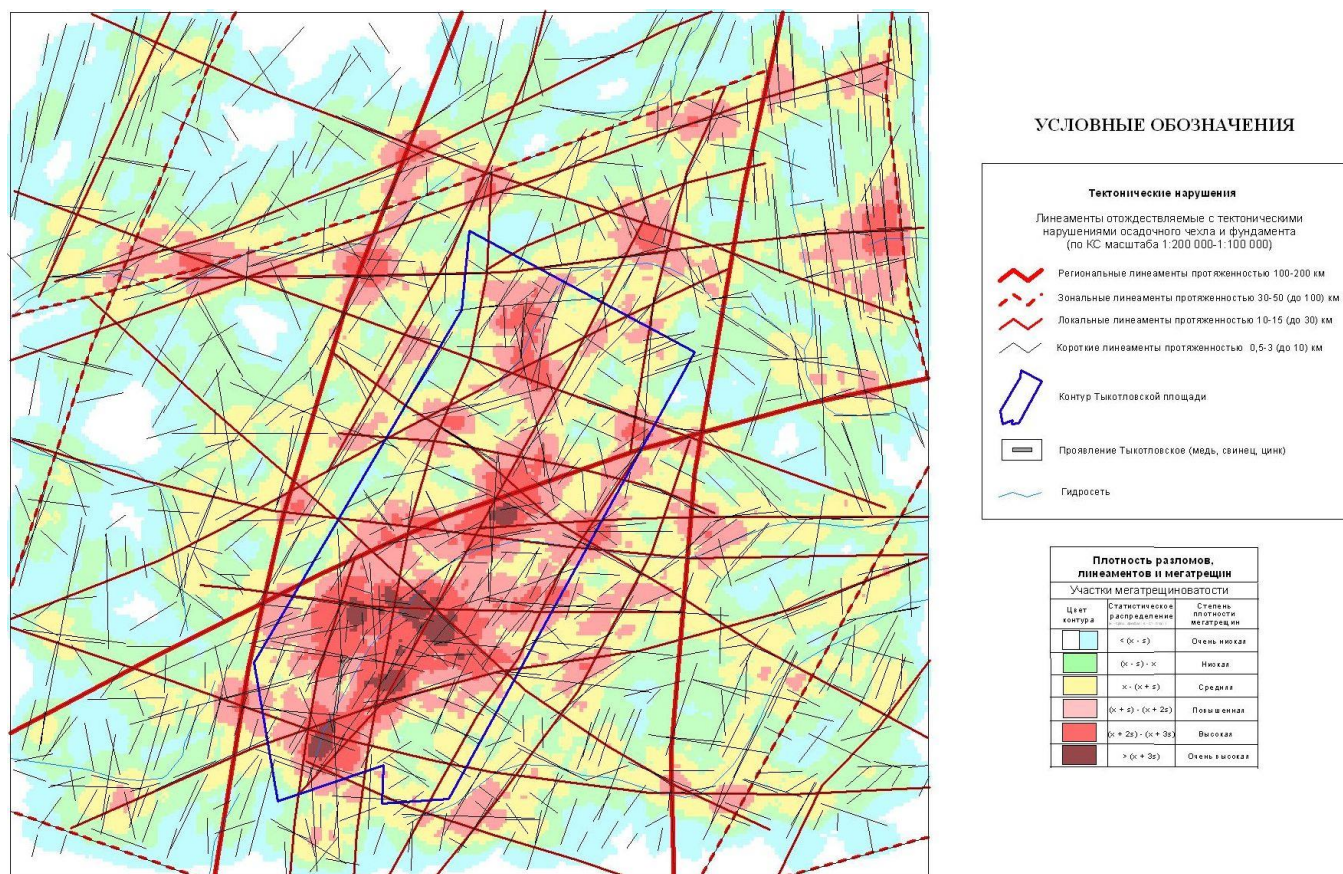 УСЛОВНЫЕ ОБОЗНАЧЕНИЯ
Тектонические нарушения
Линеаменты отождествляемые с тектоническими
нарушениями осадочного чехла и фундамента
(по КС масштаба 1:200 000-1:100 000)
Региональные линеаменты протяженностью 100-200 км
Зональные линеаменты протяженностью 30-50 (до 100) км
Локальные линеаменты протяженностью 10-15 (до 30) км
Короткие линеаменты протяженностью 0,5-3 (до 10) км
Контур Тыкотловской площади
Проявление Тыкотловское (медь, свинец, цинк)
Гидросеть
Плотность разломов,
линеаментов и мегатрещин
Участки мегатрещиноватости
Цвет контура
Статистическое распределение
Степень плотности мегатрещин
< (x - s) Очень низкая
(x - s) - x Низкая
x - (x + s) Средняя
(x + s) - (x + 2s) Повышенная
(x + 2s) - (x + 3s) Высокая
> (x + 3s) Очень высокая